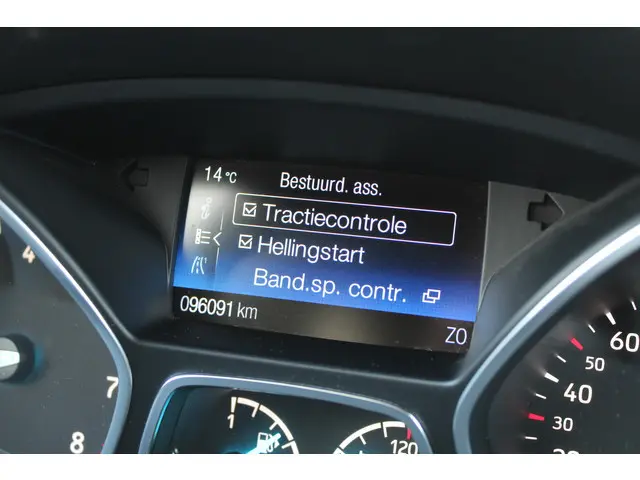 14°C
Bestuurd. ass.
Tractiecontrole
Hellingstart
Band.sp. contr.
096091 km
ZO
4
7
8
1
120
60
50
40
30